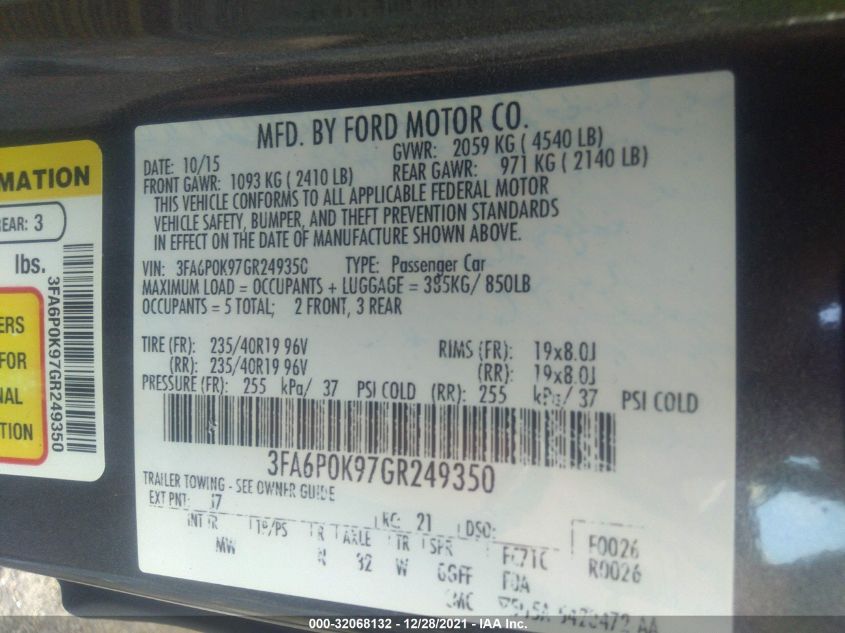 MFD. BY FORD MOTOR CO.
DATE: 10/15 GVWR: 2059 KG ( 4540 LB)
FRONT GAWR: 1093 KG ( 2410 LB) REAR GAWR: 971 KG ( 2140 LB)
THIS VEHICLE CONFORMS TO ALL APPLICABLE FEDERAL MOTOR
VEHICLE SAFETY, BUMPER, AND THEFT PREVENTION STANDARDS
IN EFFECT ON THE DATE OF MANUFACTURE SHOWN ABOVE.
VIN: 3FA6P0K97GR249350 TYPE: Passenger Car
MAXIMUM LOAD = OCCUPANTS + LUGGAGE = 385KG/ 850LB
OCCUPANTS = 5 TOTAL; 2 FRONT, 3 REAR
TIRE (FR): 235/40R19 96V RIMS (FR): 19x8.0J
(RR): 235/40R19 96V (RR): 19x8.0J
PRESSURE (FR): 255 kPa/ 37 PSI COLD (RR): 255 kPa/ 37 PSI COLD
3FA6P0K97GR249350
TRAILER TOWING - SEE OWNER GUIDE
EXT PNT: RC: 21 DSO: F0026
INT TR TP/PS R AXLE TR SPR R0026
MW 32 W GGFF
MATION
REAR: 3
lbs.
3FA6P0K97GR249350
ERS
FOR
NAL
TION
000-32068132 - 12/28/2021 - IAA Inc.